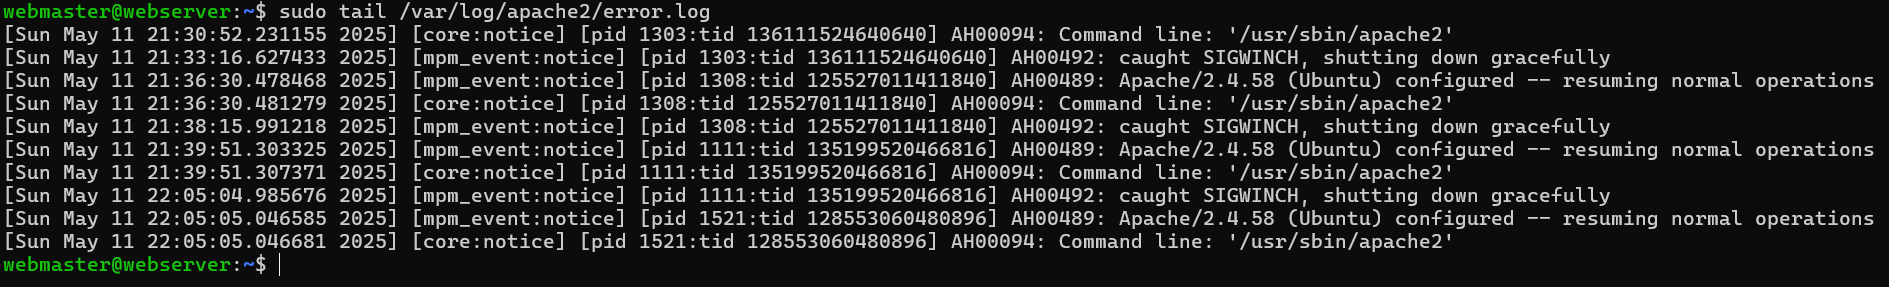 webmaster@webserver:~$ sudo tail /var/log/apache2/error.log
[Sun May 11 21:30:52.231155 2025] [core:notice] [pid 1303:tid 136111524640640] AH00094: Command line: '/usr/sbin/apache2'
[Sun May 11 21:33:16.627433 2025] [mpm_event:notice] [pid 1303:tid 136111524640640] AH00492: caught SIGWINCH, shutting down gracefully
[Sun May 11 21:36:30.478468 2025] [mpm_event:notice] [pid 1308:tid 125527011411840] AH00489: Apache/2.4.58 (Ubuntu) configured -- resuming normal operations
[Sun May 11 21:36:30.481279 2025] [core:notice] [pid 1308:tid 125527011411840] AH00094: Command line: '/usr/sbin/apache2'
[Sun May 11 21:38:15.991218 2025] [mpm_event:notice] [pid 1308:tid 125527011411840] AH00492: caught SIGWINCH, shutting down gracefully
[Sun May 11 21:39:51.303325 2025] [mpm_event:notice] [pid 1111:tid 135199520466816] AH00489: Apache/2.4.58 (Ubuntu) configured -- resuming normal operations
[Sun May 11 21:39:51.307371 2025] [core:notice] [pid 1111:tid 135199520466816] AH00094: Command line: '/usr/sbin/apache2'
[Sun May 11 22:05:04.985676 2025] [mpm_event:notice] [pid 1111:tid 135199520466816] AH00492: caught SIGWINCH, shutting down gracefully
[Sun May 11 22:05:05.046585 2025] [mpm_event:notice] [pid 1521:tid 128553060480896] AH00489: Apache/2.4.58 (Ubuntu) configured -- resuming normal operations
[Sun May 11 22:05:05.046681 2025] [core:notice] [pid 1521:tid 128553060480896] AH00094: Command line: '/usr/sbin/apache2'
webmaster@webserver:~$